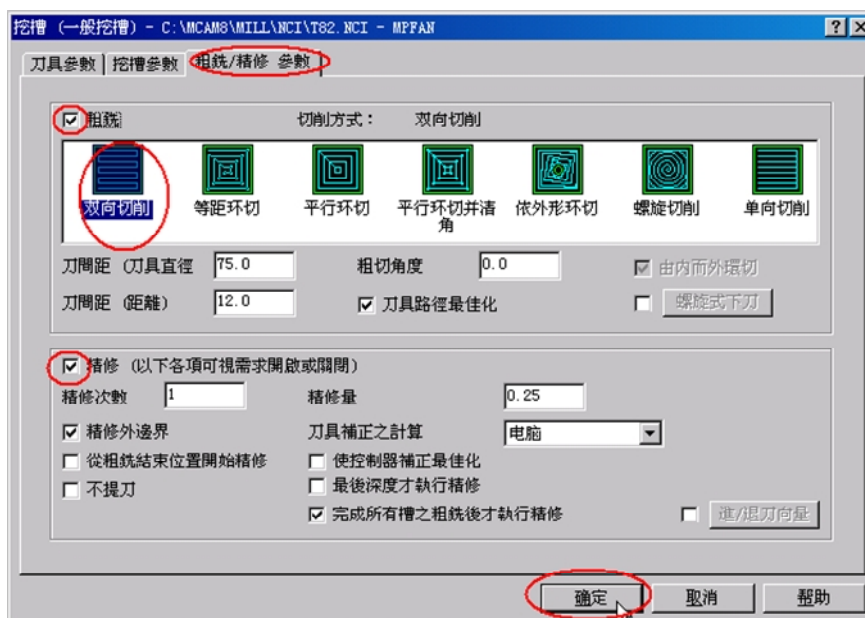 挖槽 (一般挖槽) - C:\MCAM8\MILL\NCI\T82.NCI - MPFAN
刀具參數 挖槽參數 粗銑/精修 參數
粗銑 切削方式： 双向切削
双向切削 等距环切 平行环切 平行环切并清角 依外形环切 螺旋切削 单向切削
刀間距 (刀具直徑 75.0 粗切角度 0.0 由内而外環切
刀間距 (距離) 12.0 刀具路徑最佳化 螺旋式下刀
精修 (以下各項可視需求開啟或關閉)
精修次數 1 精修量 0.25
精修外邊界 刀具補正之計算 电脑
從粗銑結束位置開始精修 使控制器補正最佳化
不提刀 最後深度才執行精修
完成所有槽之粗銑後才執行精修 進/退刀向量
确定 取消 帮助